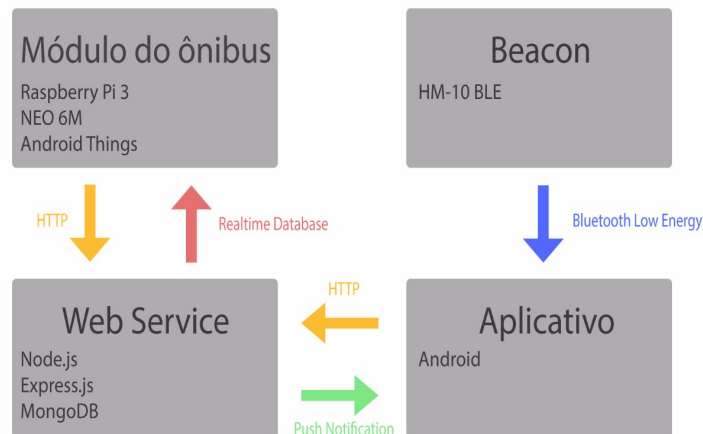 Módulo do ônibus
Raspberry Pi 3
NEO 6M
Android Things
Beacon
HM-10 BLE
HTTP
Realtime Database
Bluetooth Low Energy
Web Service
Node.js
Express.js
MongoDB
HTTP
Push Notification
Aplicativo
Android